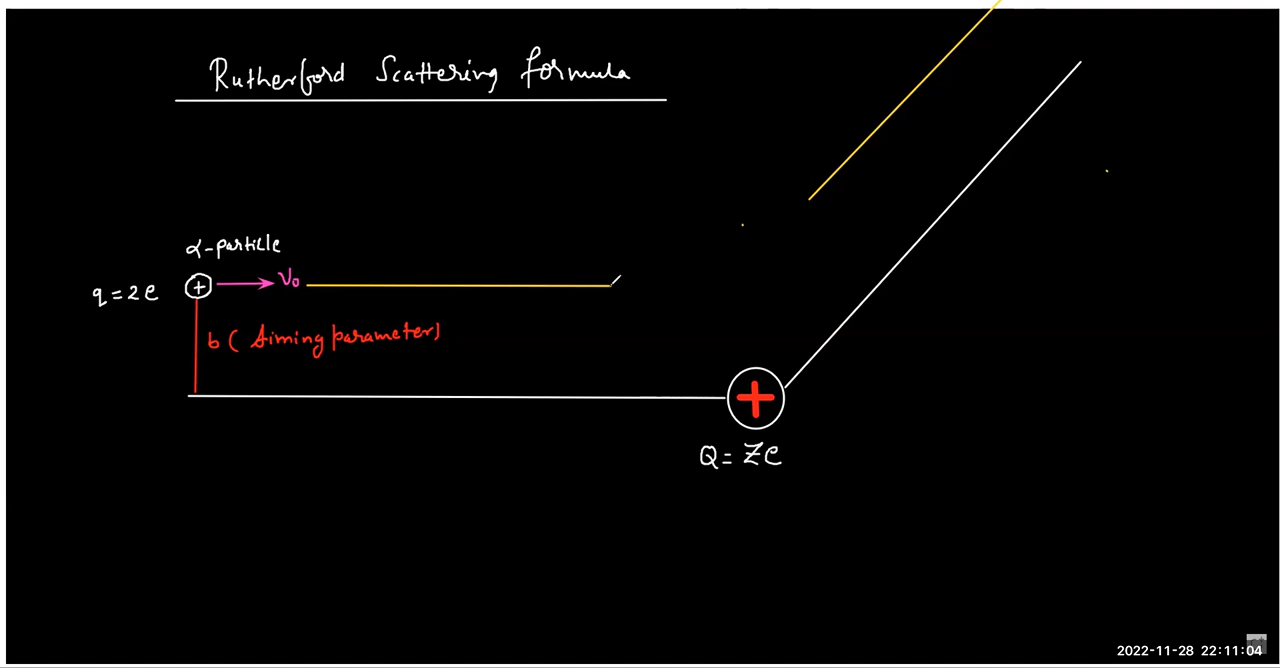 Rutherford Scattering formula
α-particle
q = 2e
+
V₀
b ( Aiming parameter)
+
Q = Ze
2022-11-28 22:11:04